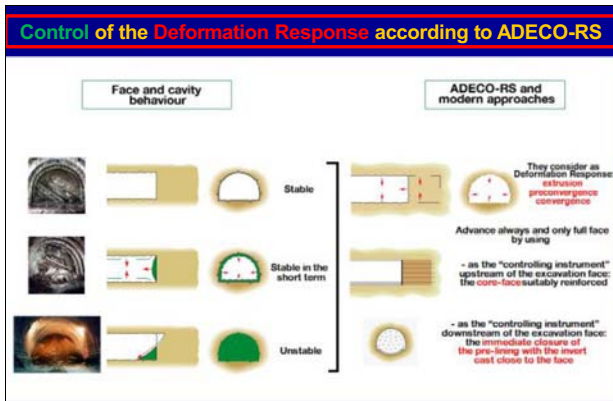 Control of the Deformation Response according to ADECO-RS
Face and cavity
behaviour
Stable
Stable in the
short term
Unstable
ADECO-RS and
modern approaches
They consider as
Deformation Response:
extrusion
preconvergence
convergence
Advance always and only full face
by using
- as the "controlling instrument"
upstream of the excavation face:
the core-face suitably reinforced
- as the "controlling instrument"
downstream of the excavation face:
the immediate closure of
the pre-lining with the invert
cast close to the face